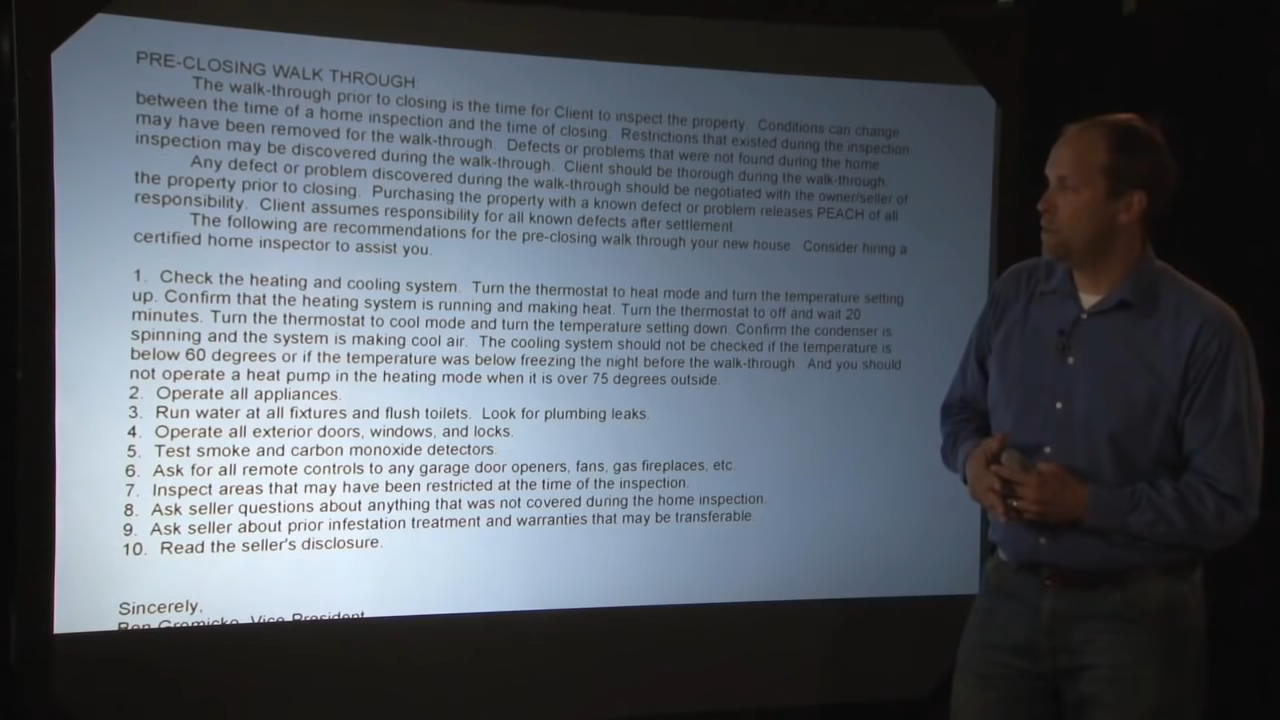 PRE-CLOSING WALK THROUGH
The walk-through prior to closing is the time for Client to inspect the property. Conditions can change
between the time of a home inspection and the time of closing. Restrictions that existed during the inspection
may have been removed for the walk-through. Defects or problems that were not found during the home
inspection may be discovered during the walk-through. Client should be thorough during the walk-through.
Any defect or problem discovered during the walk-through should be negotiated with the owner/seller of
the property prior to closing. Purchasing the property with a known defect or problem releases PEACH of all
responsibility. Client assumes responsibility for all known defects after settlement.
The following are recommendations for the pre-closing walk through your new house. Consider hiring a
certified home inspector to assist you.
1. Check the heating and cooling system. Turn the thermostat to heat mode and turn the temperature setting
up. Confirm that the heating system is running and making heat. Turn the thermostat to off and wait 20
minutes. Turn the thermostat to cool mode and turn the temperature setting down. Confirm the condenser is
spinning and the system is making cool air. The cooling system should not be checked if the temperature is
below 60 degrees or if the temperature was below freezing the night before the walk-through. And you should
not operate a heat pump in the heating mode when it is over 75 degrees outside.
2. Operate all appliances.
3. Run water at all fixtures and flush toilets. Look for plumbing leaks.
4. Operate all exterior doors, windows, and locks.
5. Test smoke and carbon monoxide detectors.
6. Ask for all remote controls to any garage door openers, fans, gas fireplaces, etc.
7. Inspect areas that may have been restricted at the time of the inspection.
8. Ask seller questions about anything that was not covered during the home inspection.
9. Ask seller about prior infestation treatment and warranties that may be transferable.
10. Read the seller's disclosure.
Sincerely,
Ben Gromicko, Vice President